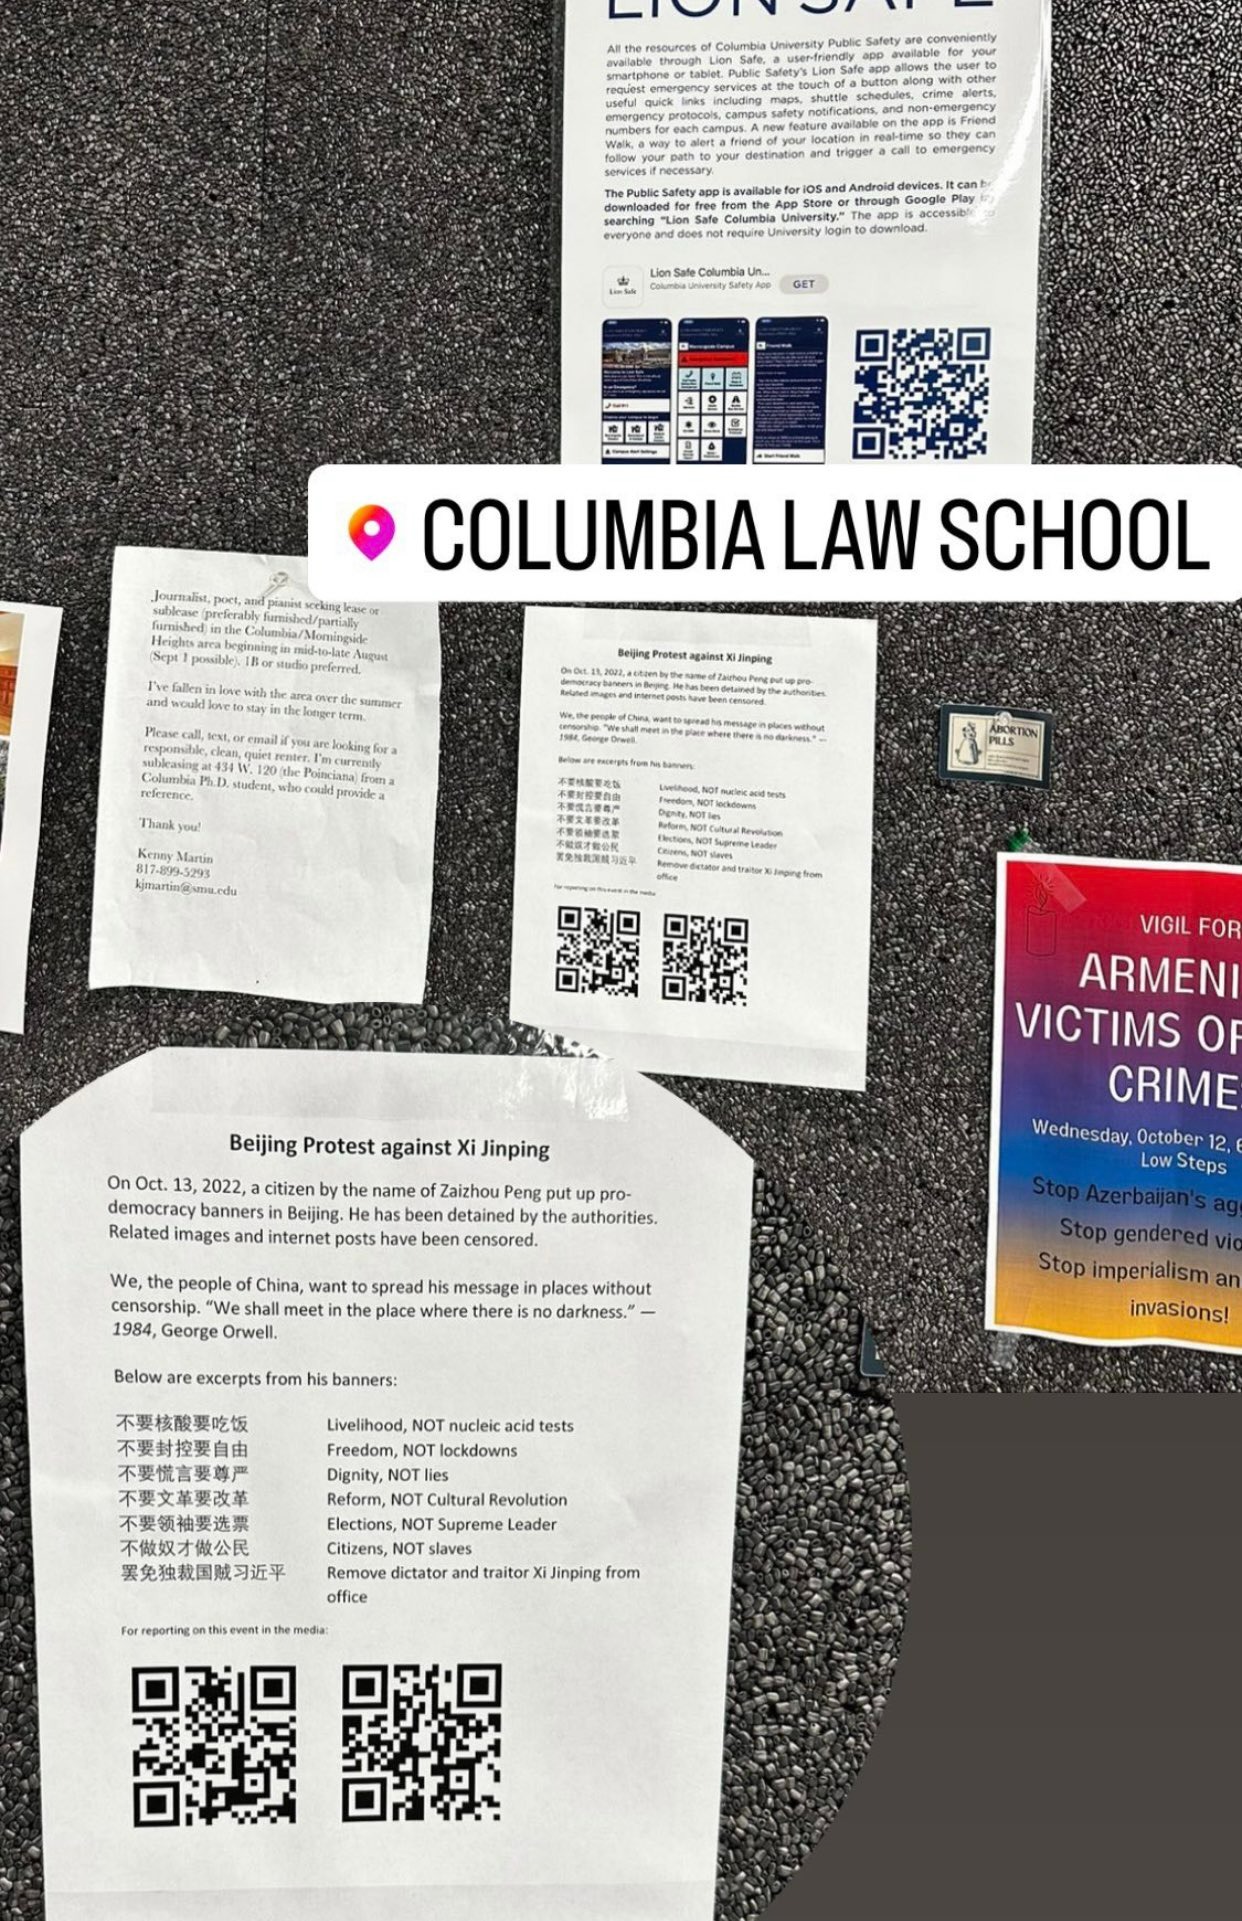 LION SAFE
All the resources of Columbia University Public Safety are conveniently
available through Lion Safe, a user-friendly app available for your
smartphone or tablet. Public Safety's Lion Safe app allows the user to
request emergency services at the touch of a button along with other
useful quick links including maps, shuttle schedules, crime alerts,
emergency protocols, campus safety notifications, and non-emergency
numbers for each campus. A new feature available on the app is Friend
Walk, a way to alert a friend of your location in real-time so they can
follow your path to your destination and trigger a call to emergency
services if necessary.
The Public Safety app is available for iOS and Android devices. It can be
downloaded for free from the App Store or through Google Play by
searching “Lion Safe Columbia University.” The app is accessible to
everyone and does not require University login to download.
Lion Safe Columbia Un...
Columbia University Safety App
GET
Lion Safe
COLUMBIA LAW SCHOOL
Journalist, poet, and pianist seeking lease or
sublease (preferably furnished/partially
furnished) in the Columbia/Morningside
Heights area beginning in mid-to-late August
(Sept 1 possible). 1B or studio preferred.
I've fallen in love with the area over the summer
and would love to stay in the longer term.
Please call, text, or email if you are looking for a
responsible, clean, quiet renter. I'm currently
subleasing at 434 W. 120 (the Poinciana) from a
Columbia Ph.D. student, who could provide a
reference.
Thank you!
Kenny Martin
817-899-5293
kjmartin@smu.edu
Beijing Protest against Xi Jinping
On Oct. 13, 2022, a citizen by the name of Zaizhou Peng put up pro-
democracy banners in Beijing. He has been detained by the authorities.
Related images and internet posts have been censored.
We, the people of China, want to spread his message in places without
censorship. “We shall meet in the place where there is no darkness.” —
1984, George Orwell.
Below are excerpts from his banners:
不要核酸要吃饭 Livelihood, NOT nucleic acid tests
不要封控要自由 Freedom, NOT lockdowns
不要慌言要尊严 Dignity, NOT lies
不要文革要改革 Reform, NOT Cultural Revolution
不要领袖要选票 Elections, NOT Supreme Leader
不做奴才做公民 Citizens, NOT slaves
罢免独裁国贼习近平 Remove dictator and traitor Xi Jinping from
office
For reporting on this event in the media:
ABORTION
PILLS
VIGIL FOR
ARMENI
VICTIMS OF
CRIMES
Wednesday, October 12, 6
Low Steps
Stop Azerbaijan's ag
Stop gendered vio
Stop imperialism an
invasions!
Beijing Protest against Xi Jinping
On Oct. 13, 2022, a citizen by the name of Zaizhou Peng put up pro-
democracy banners in Beijing. He has been detained by the authorities.
Related images and internet posts have been censored.
We, the people of China, want to spread his message in places without
censorship. “We shall meet in the place where there is no darkness.” —
1984, George Orwell.
Below are excerpts from his banners:
不要核酸要吃饭 Livelihood, NOT nucleic acid tests
不要封控要自由 Freedom, NOT lockdowns
不要慌言要尊严 Dignity, NOT lies
不要文革要改革 Reform, NOT Cultural Revolution
不要领袖要选票 Elections, NOT Supreme Leader
不做奴才做公民 Citizens, NOT slaves
罢免独裁国贼习近平 Remove dictator and traitor Xi Jinping from
office
For reporting on this event in the media: